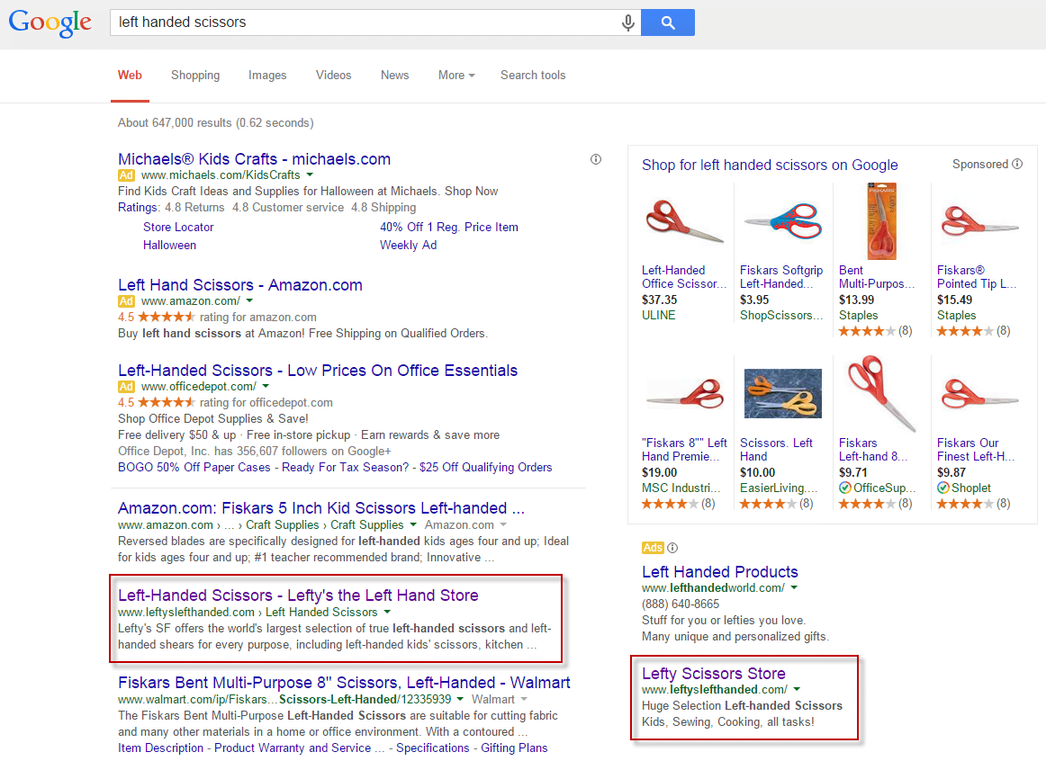 Google
left handed scissors
Web Shopping Images Videos News More Search tools
About 647,000 results (0.62 seconds)
Michaels® Kids Crafts - michaels.com
Ad www.michaels.com/KidsCrafts
Find Kids Craft Ideas and Supplies for Halloween at Michaels. Shop Now
Ratings: 4.8 Returns 4.8 Customer service 4.8 Shipping
Store Locator 40% Off 1 Reg. Price Item
Halloween Weekly Ad
Left Hand Scissors - Amazon.com
Ad www.amazon.com/
4.5 ★★★★★ rating for amazon.com
Buy left hand scissors at Amazon! Free Shipping on Qualified Orders.
Left-Handed Scissors - Low Prices On Office Essentials
Ad www.officedepot.com/
4.5 ★★★★★ rating for officedepot.com
Shop Office Depot Supplies & Save!
Free delivery $50 & up · Free in-store pickup · Earn rewards & save more
Office Depot, Inc. has 356,607 followers on Google+
BOGO 50% Off Paper Cases - Ready For Tax Season? - $25 Off Qualifying Orders
Amazon.com: Fiskars 5 Inch Kid Scissors Left-handed ...
www.amazon.com › ... › Craft Supplies › Craft Supplies Amazon.com
Reversed blades are specifically designed for left-handed kids ages four and up; Ideal
for kids ages four and up; #1 teacher recommended brand; Innovative ...
Left-Handed Scissors - Lefty's the Left Hand Store
www.leftyslefthanded.com › Left Handed Scissors
Lefty's SF offers the world's largest selection of true left-handed scissors and left-
handed shears for every purpose, including left-handed kids' scissors, kitchen ...
Fiskars Bent Multi-Purpose 8" Scissors, Left-Handed - Walmart
www.walmart.com/ip/Fiskars...Scissors-Left-Handed/12335939 Walmart
The Fiskars Bent Multi-Purpose Left-Handed Scissors are suitable for cutting fabric
and many other materials in a home or office environment. With a contoured ...
Item Description - Product Warranty and Service ... - Specifications - Gifting Plans
Shop for left handed scissors on Google Sponsored
Left-Handed
Office Scissor...
$37.35
ULINE
Fiskars Softgrip
Left-Handed...
$3.95
ShopScissors...
Bent
Multi-Purpos...
$13.99
Staples
★★★★★ (8)
Fiskars®
Pointed Tip L...
$15.49
Staples
★★★★★ (8)
"Fiskars 8"" Left
Hand Premie...
$19.00
MSC Industri...
★★★★★ (8)
Scissors. Left
Hand
$10.00
EasierLiving....
★★★★★ (8)
Fiskars
Left-hand 8...
$9.71
OfficeSup...
★★★★★ (8)
Fiskars Our
Finest Left-H...
$9.87
Shoplet
★★★★★ (8)
Ads
Left Handed Products
www.lefthandedworld.com/
(888) 640-8665
Stuff for you or lefties you love.
Many unique and personalized gifts.
Lefty Scissors Store
www.leftyslefthanded.com/
Huge Selection Left-handed Scissors
Kids, Sewing, Cooking, all tasks!